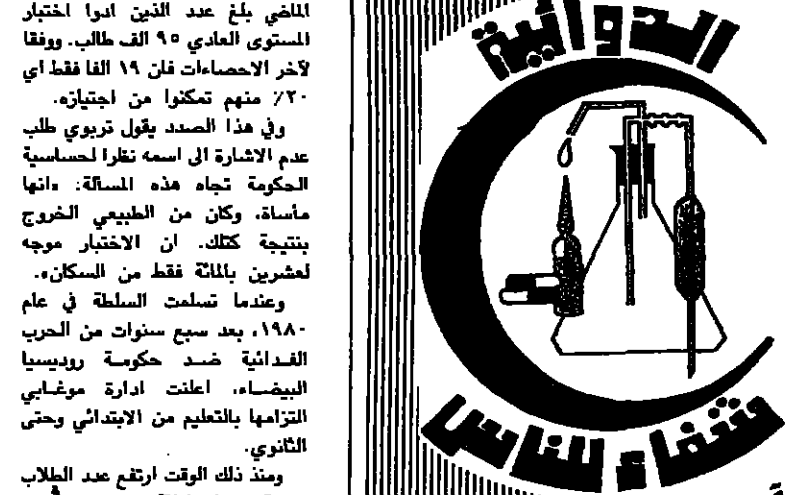 الماضي بلغ عدد الذين ادوا اختبار
المستوى العادي ٩٥ الف طالب. ووفقا
لآخر الاحصاءات فان ١٩ الفا فقط اي
٢٠٪ منهم تمكنوا من اجتيازه.
وفي هذا الصدد يقول تربوي طلب
عدم الاشارة الى اسمه نظرا لحساسية
الحكومة تجاه هذه المسألة: «انها
مأساة، وكان من الطبيعي الخروج
بنتيجة كتلك. ان الاختبار موجه
لعشرين بالمائة فقط من السكان».
وعندما تسلمت السلطة في عام
١٩٨٠، بعد سبع سنوات من الحرب
الفدائية ضد حكومة روديسيا
البيضاء، اعلنت ادارة موغابي
التزامها بالتعليم من الابتدائي وحتى
الثانوي.
ومنذ ذلك الوقت ارتفع عدد الطلاب
الدوائية
شفاء للناس